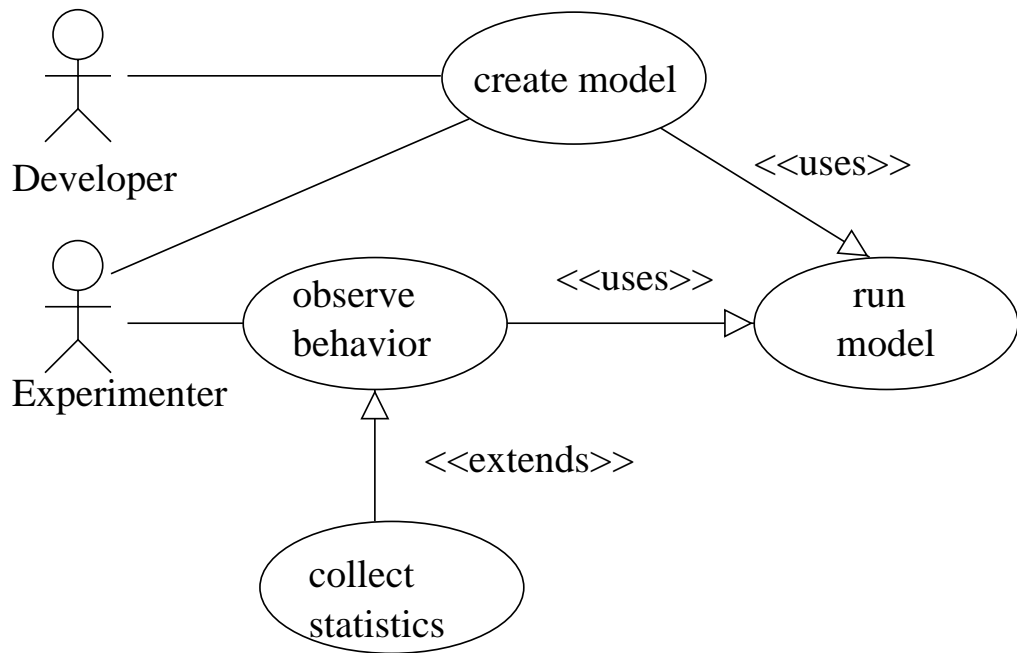 create model
Developer
<<uses>>
<<uses>>
observe
behavior
run
model
Experimenter
<<extends>>
collect
statistics